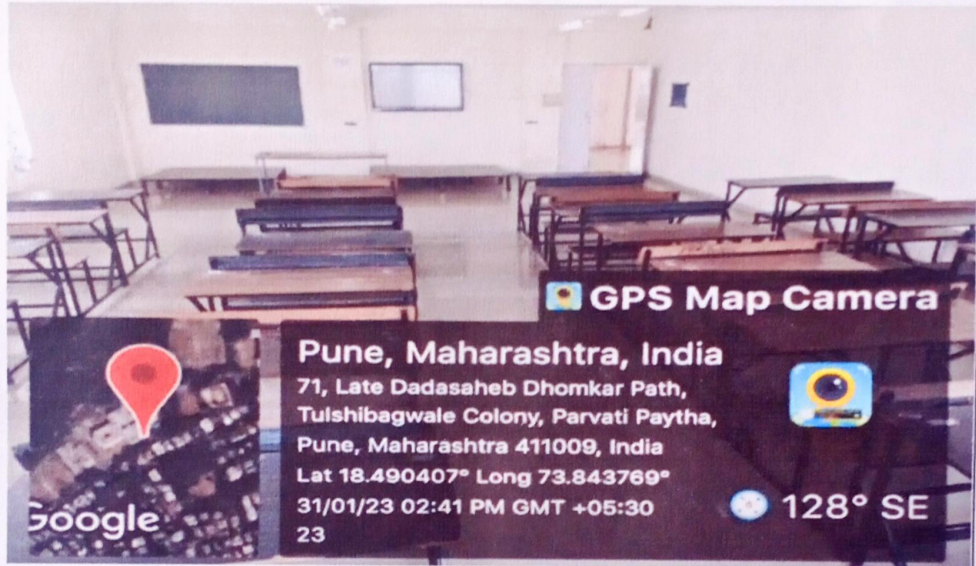 GPS Map Camera
Pune, Maharashtra, India
71, Late Dadasaheb Dhomkar Path,
Tulshibagwale Colony, Parvati Paytha,
Pune, Maharashtra 411009, India
Lat 18.490407° Long 73.843769°
31/01/23 02:41 PM GMT +05:30
23
128° SE
Google